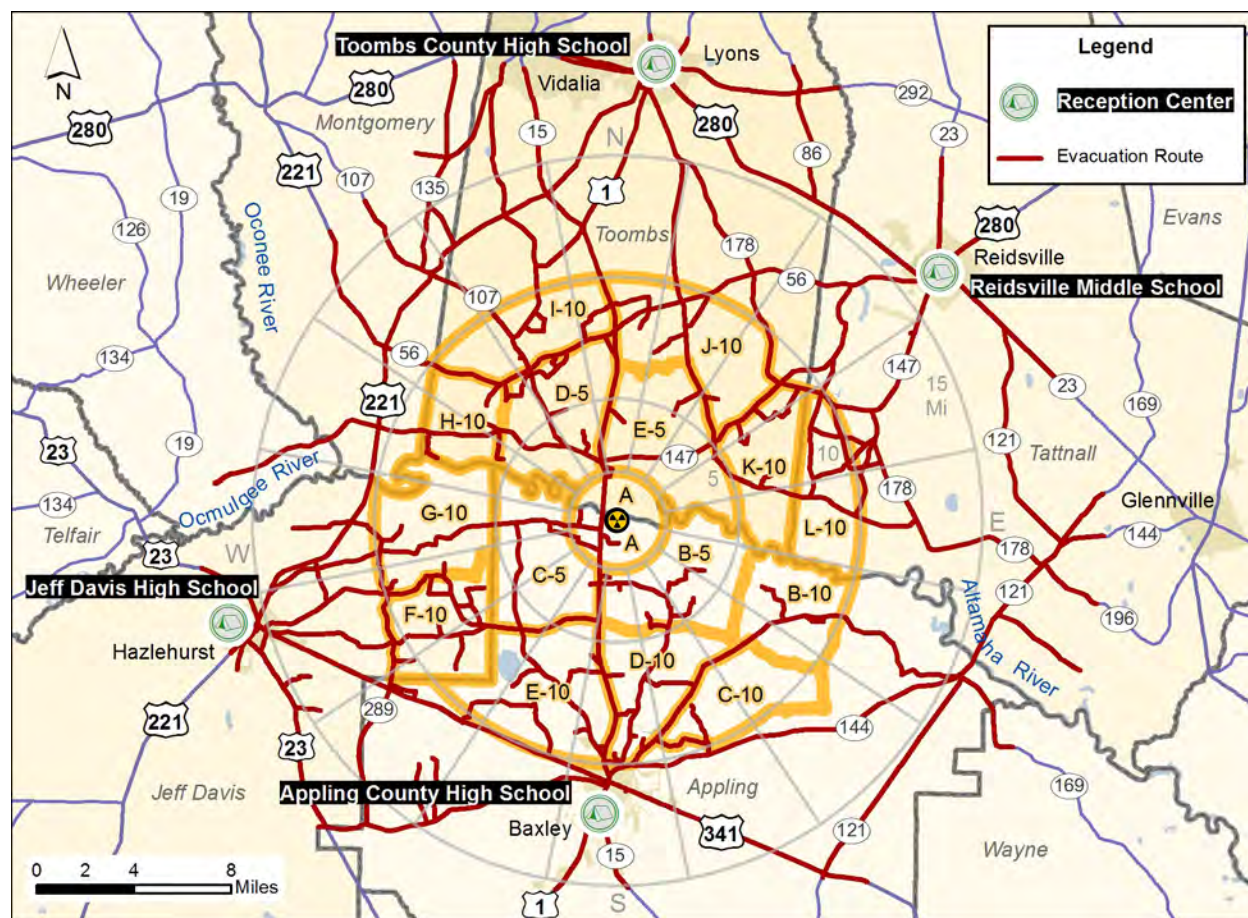 Toombs County High School
Lyons
Vidalia
N
280
Montgomery
280
292
Legend
Reception Center
Evacuation Route
280
221
15
N
280
86
23
107
19
135
1
126
Oconee River
Toombs
178
280
Evans
Wheeler
Reidsville
Reidsville Middle School
107
56
I-10
134
56
J-10
147
15
Mi
23
169
221
D-5
H-10
E-5
121
19
147
10
Tattnall
23
K-10
5
178
Ocmulgee River
A
Glennville
134
G-10
L-10
E
144
Telfair
A
23
W
B-5
178
Jeff Davis High School
C-5
B-10
121
196
F-10
Altamaha River
Hazlehurst
D-10
E-10
C-10
221
289
144
23
Appling County High School
Appling
Jeff Davis
169
Baxley
341
121
Wayne
0 2 4 8
Miles
15
1
S